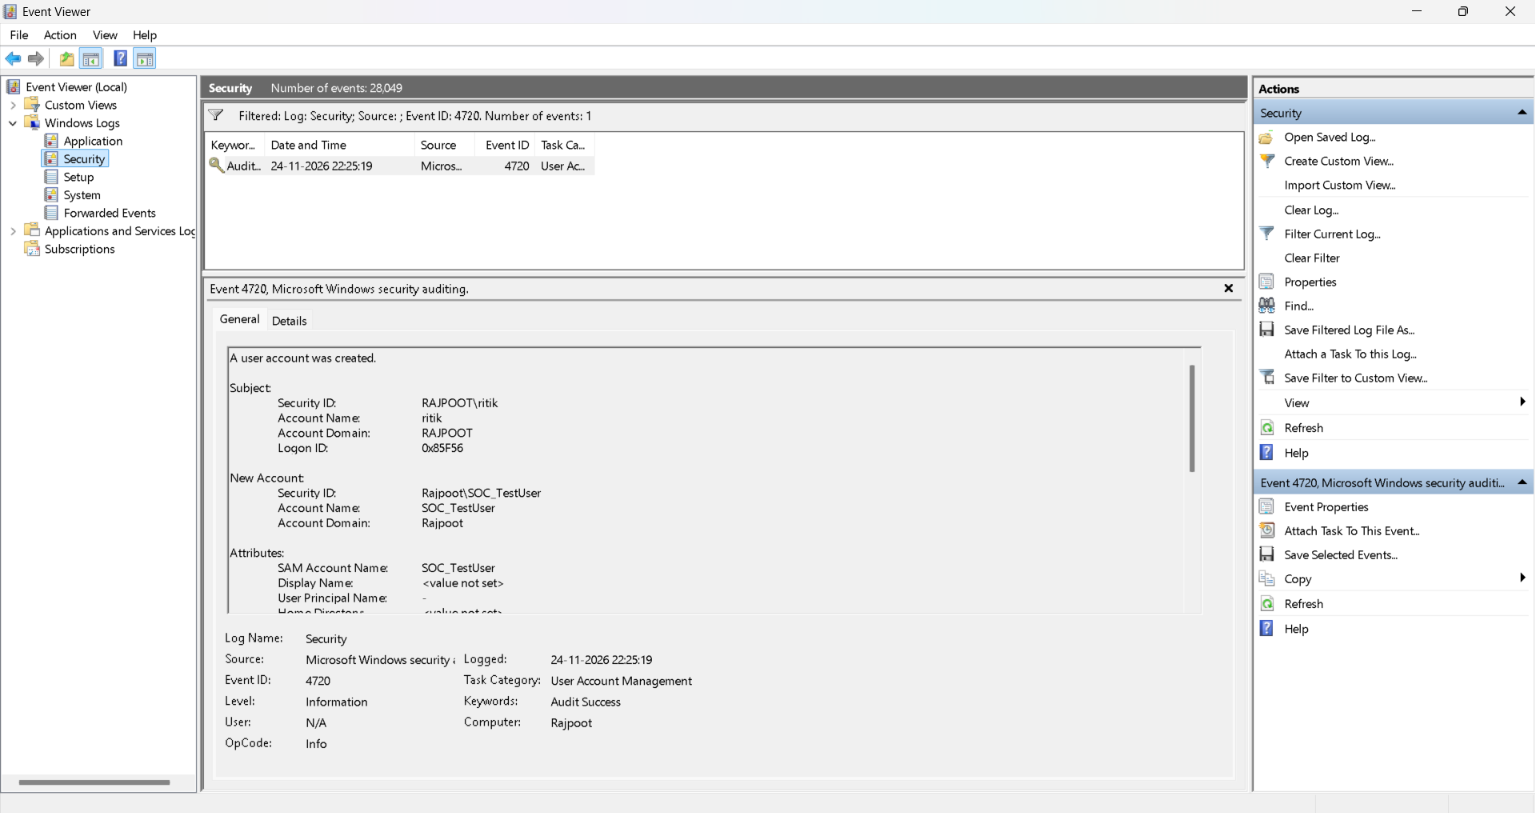 Event Viewer
File Action View Help
Event Viewer (Local)
Custom Views
Windows Logs
Application
Security
Setup
System
Forwarded Events
Applications and Services Log
Subscriptions
Security Number of events: 28,049
Filtered: Log: Security; Source: ; Event ID: 4720. Number of events: 1
Keywor... Date and Time Source Event ID Task Ca...
Audit... 24-11-2026 22:25:19 Micros... 4720 User Ac...
Event 4720, Microsoft Windows security auditing.
General Details
A user account was created.
Subject:
Security ID: RAJPOOT\ritik
Account Name: ritik
Account Domain: RAJPOOT
Logon ID: 0x85F56
New Account:
Security ID: Rajpoot\SOC_TestUser
Account Name: SOC_TestUser
Account Domain: Rajpoot
Attributes:
SAM Account Name: SOC_TestUser
Display Name: <value not set>
User Principal Name: -
Home Directory: <value not set>
Log Name: Security
Source: Microsoft Windows security Logged: 24-11-2026 22:25:19
Event ID: 4720 Task Category: User Account Management
Level: Information Keywords: Audit Success
User: N/A Computer: Rajpoot
OpCode: Info
Actions
Security
Open Saved Log...
Create Custom View...
Import Custom View...
Clear Log...
Filter Current Log...
Clear Filter
Properties
Find...
Save Filtered Log File As...
Attach a Task To this Log...
Save Filter to Custom View...
View
Refresh
Help
Event 4720, Microsoft Windows security auditi...
Event Properties
Attach Task To This Event...
Save Selected Events...
Copy
Refresh
Help